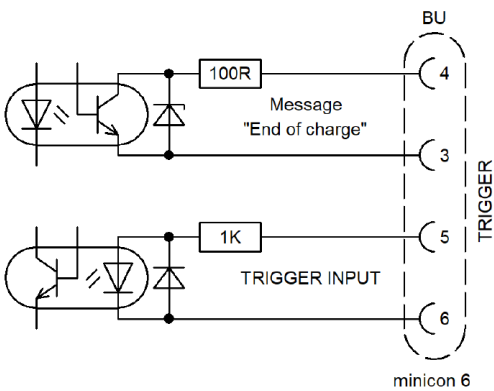 BU
100R
4
Message
"End of charge"
3
TRIGGER
1K
5
TRIGGER INPUT
6
minicon 6